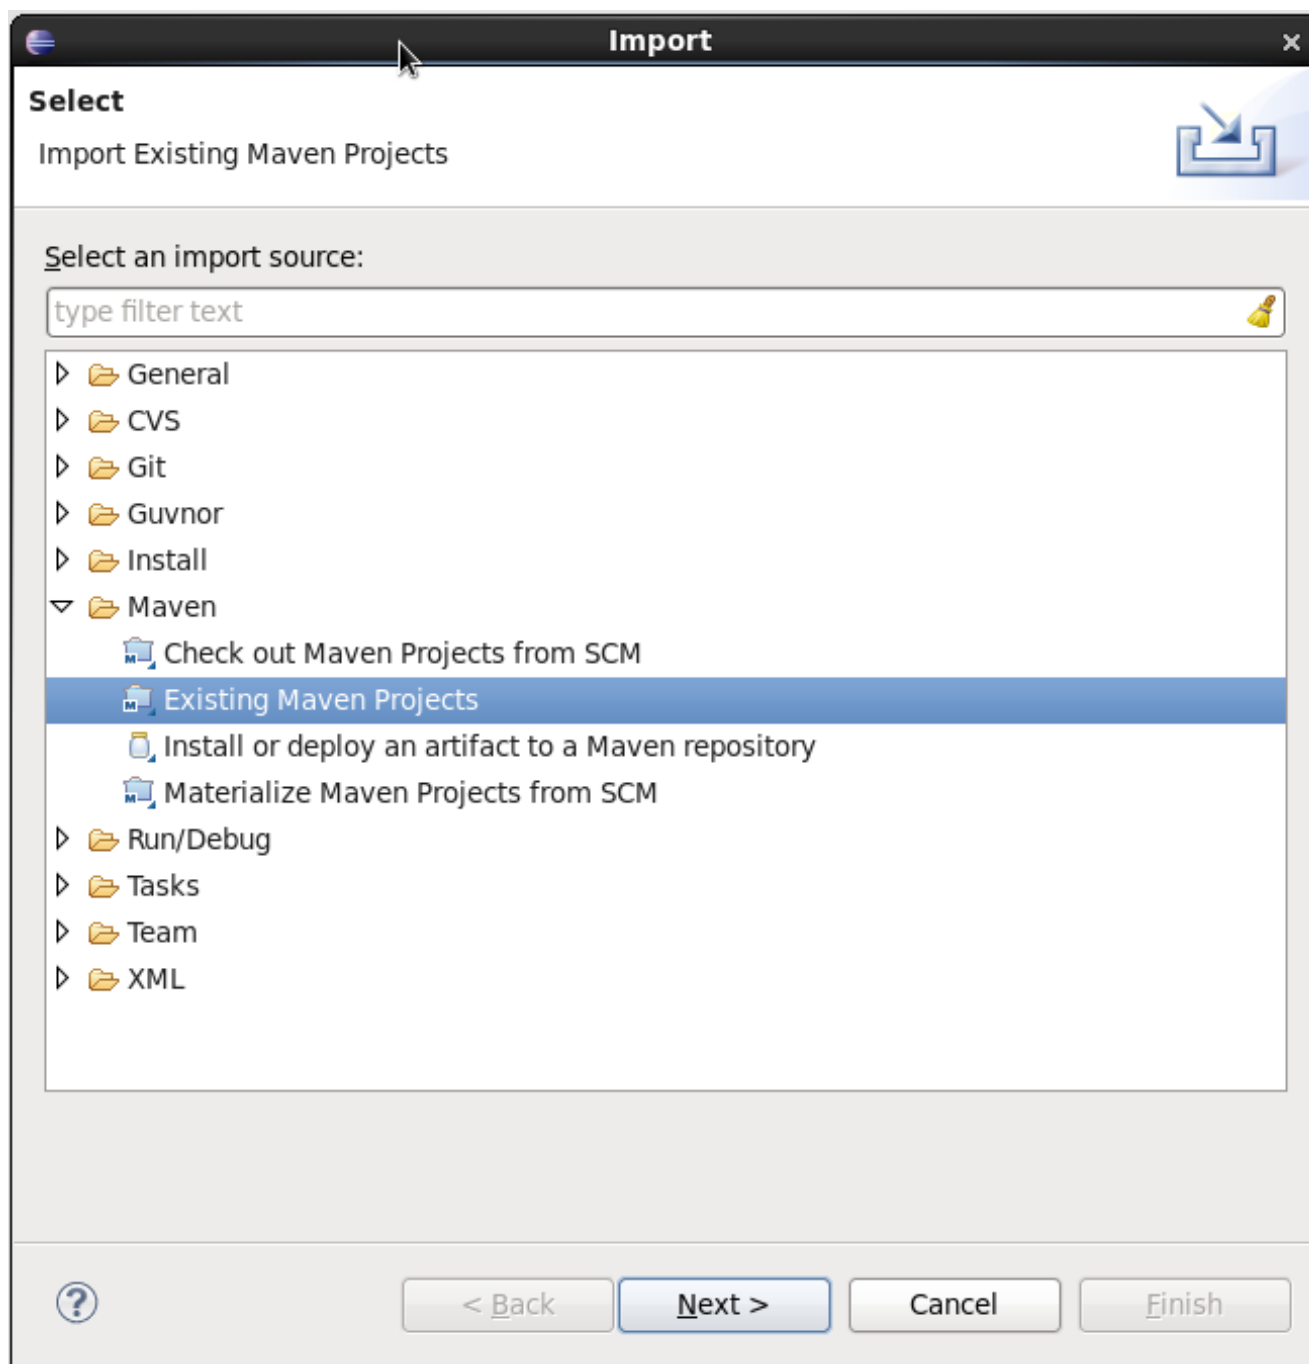 Import
Select
Import Existing Maven Projects
Select an import source:
type filter text
General
CVS
Git
Guvnor
Install
Maven
Check out Maven Projects from SCM
Existing Maven Projects
Install or deploy an artifact to a Maven repository
Materialize Maven Projects from SCM
Run/Debug
Tasks
Team
XML
< Back Next > Cancel Finish